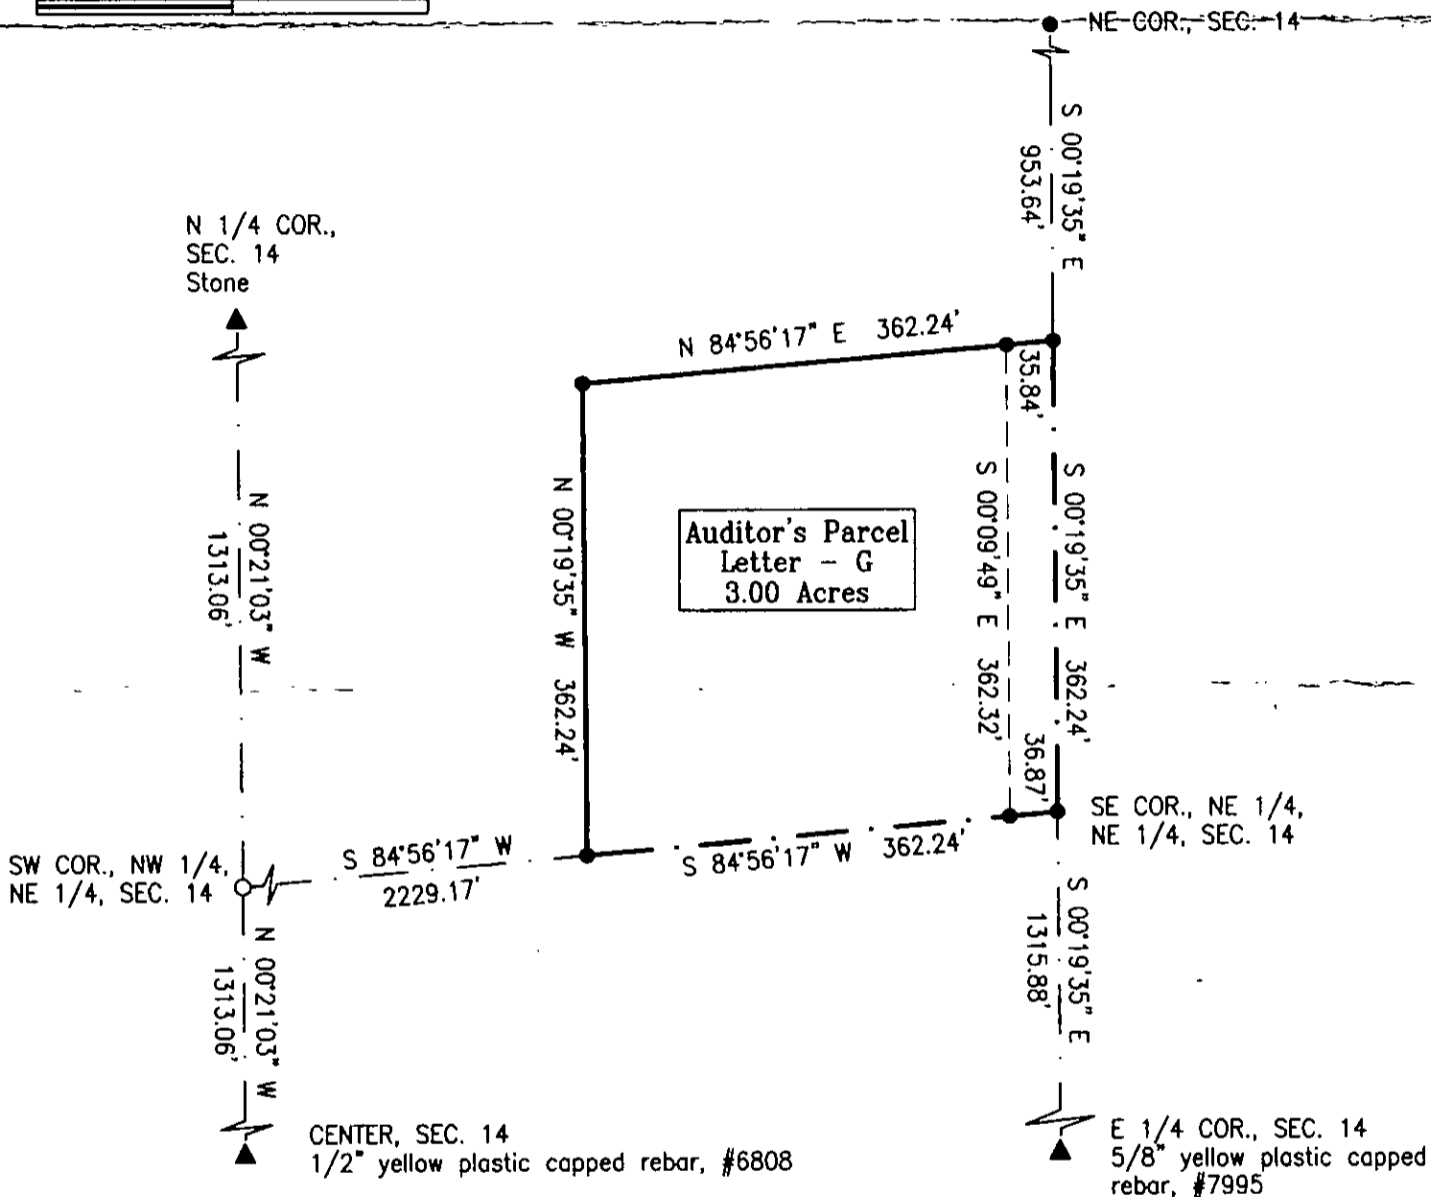 NE COR., SEC. 14
S 00°19'35" E
953.64'
N 1/4 COR.,
SEC. 14
Stone
N 84°56'17" E 362.24'
35.84'
N 00°21'03" W
1313.06'
N 00°19'35" W 362.24'
Auditor's Parcel
Letter - G
3.00 Acres
S 00°09'49" E 362.32'
S 00°19'35" E 362.24'
36.87'
SE COR., NE 1/4,
NE 1/4, SEC. 14
SW COR., NW 1/4,
NE 1/4, SEC. 14
S 84°56'17" W
2229.17'
S 84°56'17" W 362.24'
N 00°21'03" W
1313.06'
S 00°19'35" E
1315.88'
CENTER, SEC. 14
1/2" yellow plastic capped rebar, #6808
E 1/4 COR., SEC. 14
5/8" yellow plastic capped
rebar, #7995